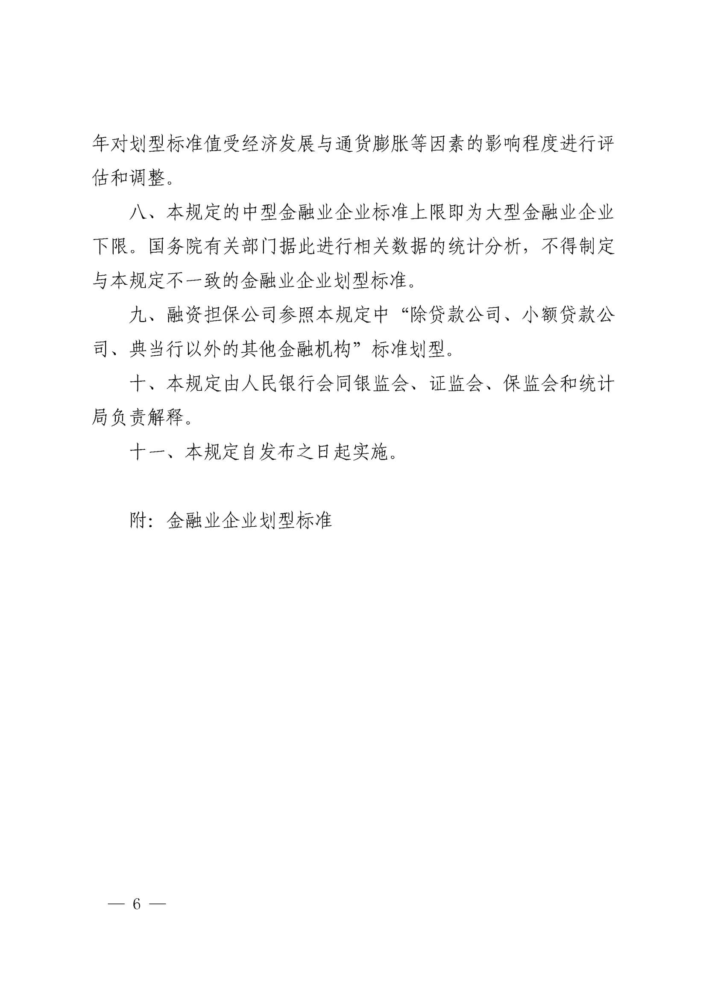 年对划型标准值受经济发展与通货膨胀等因素的影响程度进行评
估和调整。
八、本规定的中型金融业企业标准上限即为大型金融业企业
下限。国务院有关部门据此进行相关数据的统计分析，不得制定
与本规定不一致的金融业企业划型标准。
九、融资担保公司参照本规定中“除贷款公司、小额贷款公
司、典当行以外的其他金融机构”标准划型。
十、本规定由人民银行会同银监会、证监会、保监会和统计
局负责解释。
十一、本规定自发布之日起实施。
附：金融业企业划型标准
— 6 —